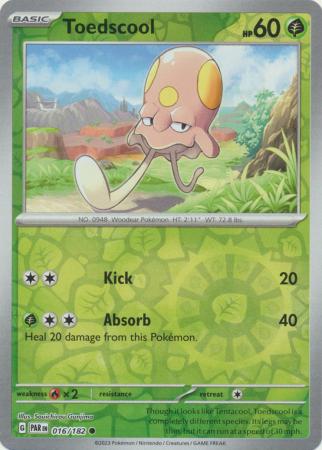 BASIC
Toedscool
HP 60
NO. 0948 Woodear Pokémon HT: 2'11" WT: 72.8 lbs
Kick 20
Absorb 40
Heal 20 damage from this Pokémon.
weakness ×2 resistance retreat
Illus. Souichirou Gunjima
G PAR EN 016/182
Though it looks like Tentacool, Toedscool is a
completely different species. Its legs may be
thin, but it can run at a speed of 30 mph.
©2023 Pokémon / Nintendo / Creatures / GAME FREAK